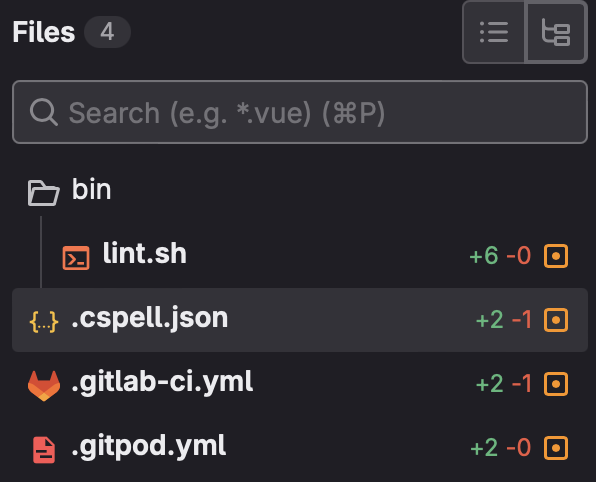 Files 4
Search (e.g. *.vue) (⌘P)
bin
lint.sh +6 -0
{...} .cspell.json +2 -1
.gitlab-ci.yml +2 -1
.gitpod.yml +2 -0